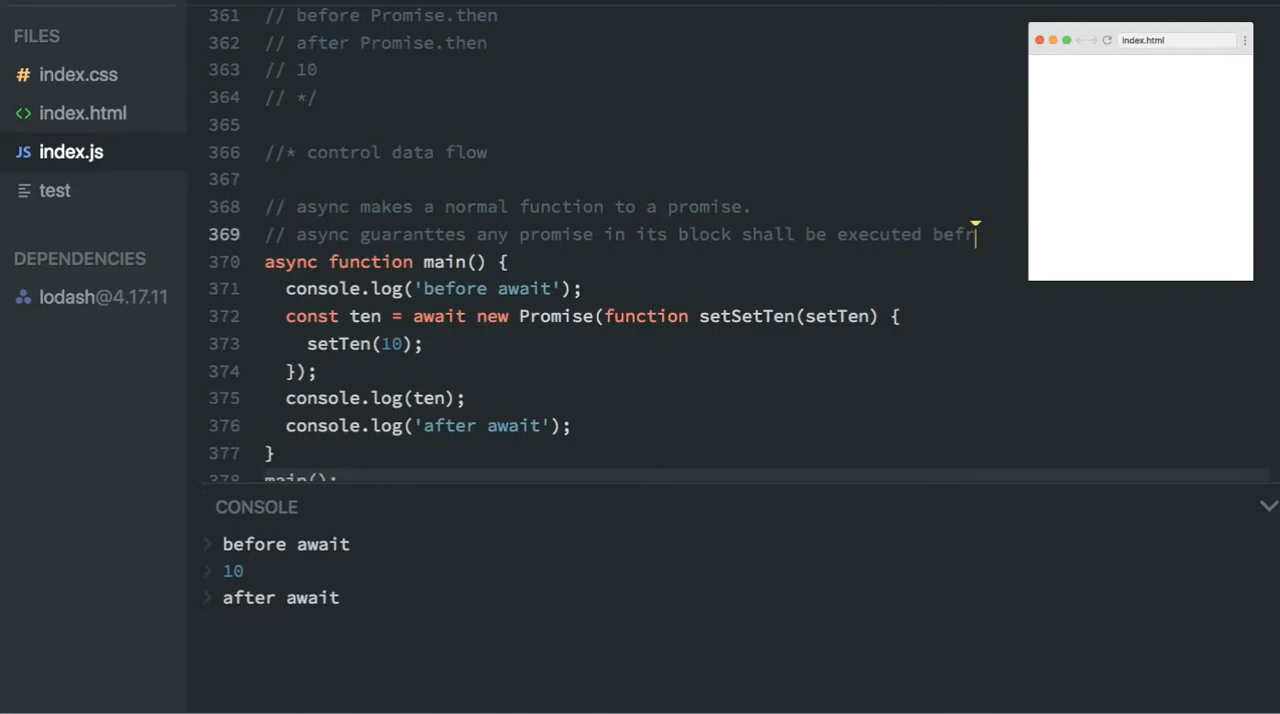 FILES
# index.css
<> index.html
JS index.js
test
DEPENDENCIES
lodash@4.17.11
361 // before Promise.then
362 // after Promise.then
363 // 10
364 // */
365
366 //* control data flow
367
368 // async makes a normal function to a promise.
369 // async guaranttes any promise in its block shall be executed befr
370 async function main() {
371 console.log('before await');
372 const ten = await new Promise(function setSetTen(setTen) {
373 setTen(10);
374 });
375 console.log(ten);
376 console.log('after await');
377 }
378 main();
index.html
CONSOLE
> before await
> 10
> after await